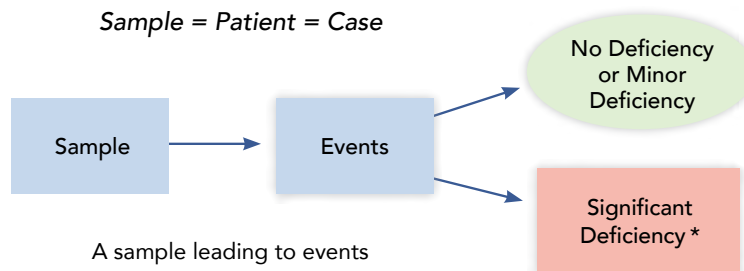 Sample = Patient = Case
No Deficiency
or Minor
Deficiency
Sample
Events
Significant
Deficiency *
A sample leading to events